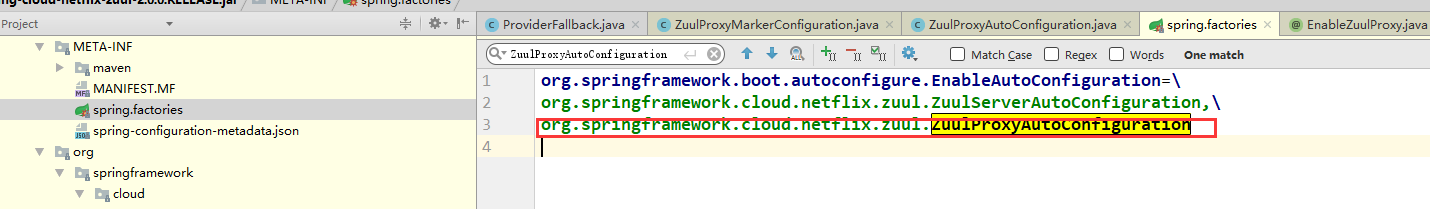 ng-cloud-netflix-zuul-2.0.0.RELEASE.jar META-INF spring.factories
Project
META-INF
maven
MANIFEST.MF
spring.factories
spring-configuration-metadata.json
org
springframework
cloud
ProviderFallback.java ZuulProxyMarkerConfiguration.java ZuulProxyAutoConfiguration.java spring.factories EnableZuulProxy.java
ZuulProxyAutoConfiguration Match Case Regex Words One match
1 org.springframework.boot.autoconfigure.EnableAutoConfiguration=\
2 org.springframework.cloud.netflix.zuul.ZuulServerAutoConfiguration,\
3 org.springframework.cloud.netflix.zuul.ZuulProxyAutoConfiguration
4